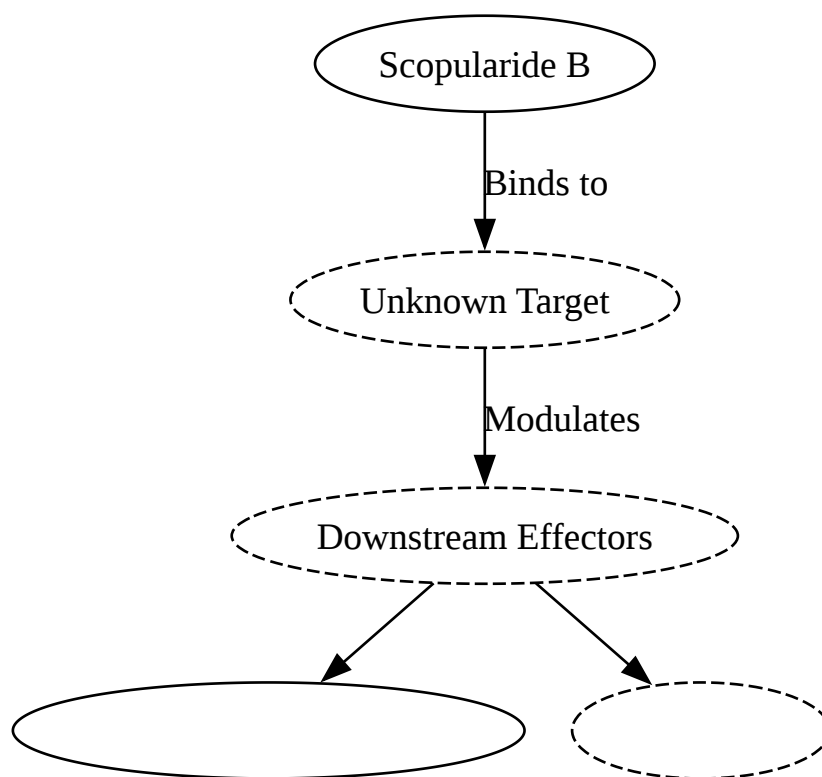 Scopularide B
Binds to
Unknown Target
Modulates
Downstream Effectors